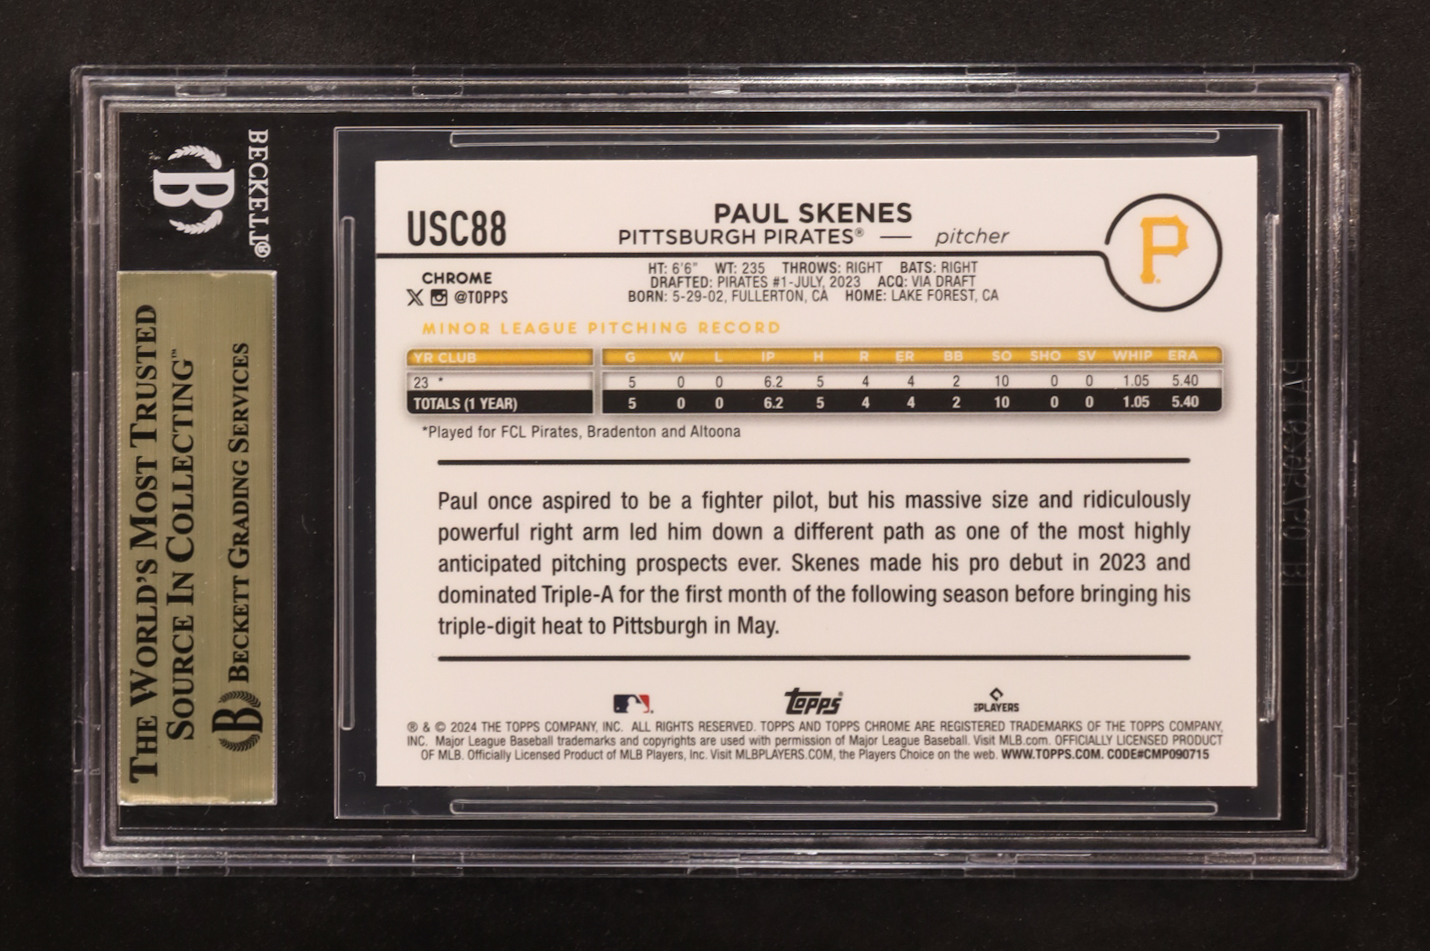 BECKETT®
B
THE WORLD'S MOST TRUSTED
SOURCE IN COLLECTING™
B BECKETT GRADING SERVICES
USC88
PAUL SKENES
PITTSBURGH PIRATES® — pitcher
P
CHROME
@TOPPS
HT: 6'6" WT: 235 THROWS: RIGHT BATS: RIGHT
DRAFTED: PIRATES #1-JULY, 2023 ACQ: VIA DRAFT
BORN: 5-29-02, FULLERTON, CA HOME: LAKE FOREST, CA
MINOR LEAGUE PITCHING RECORD
YR CLUB G W L IP H R ER BB SO SHO SV WHIP ERA
23 * 5 0 0 6.2 5 4 4 2 10 0 0 1.05 5.40
TOTALS (1 YEAR) 5 0 0 6.2 5 4 4 2 10 0 0 1.05 5.40
*Played for FCL Pirates, Bradenton and Altoona
Paul once aspired to be a fighter pilot, but his massive size and ridiculously
powerful right arm led him down a different path as one of the most highly
anticipated pitching prospects ever. Skenes made his pro debut in 2023 and
dominated Triple-A for the first month of the following season before bringing his
triple-digit heat to Pittsburgh in May.
Topps®
PLAYERS
® & © 2024 THE TOPPS COMPANY, INC. ALL RIGHTS RESERVED. TOPPS AND TOPPS CHROME ARE REGISTERED TRADEMARKS OF THE TOPPS COMPANY,
INC. Major League Baseball trademarks and copyrights are used with permission of Major League Baseball. Visit MLB.com. OFFICIALLY LICENSED PRODUCT
OF MLB. Officially Licensed Product of MLB Players, Inc. Visit MLBPLAYERS.COM, the Players Choice on the web. WWW.TOPPS.COM. CODE#CMP090715